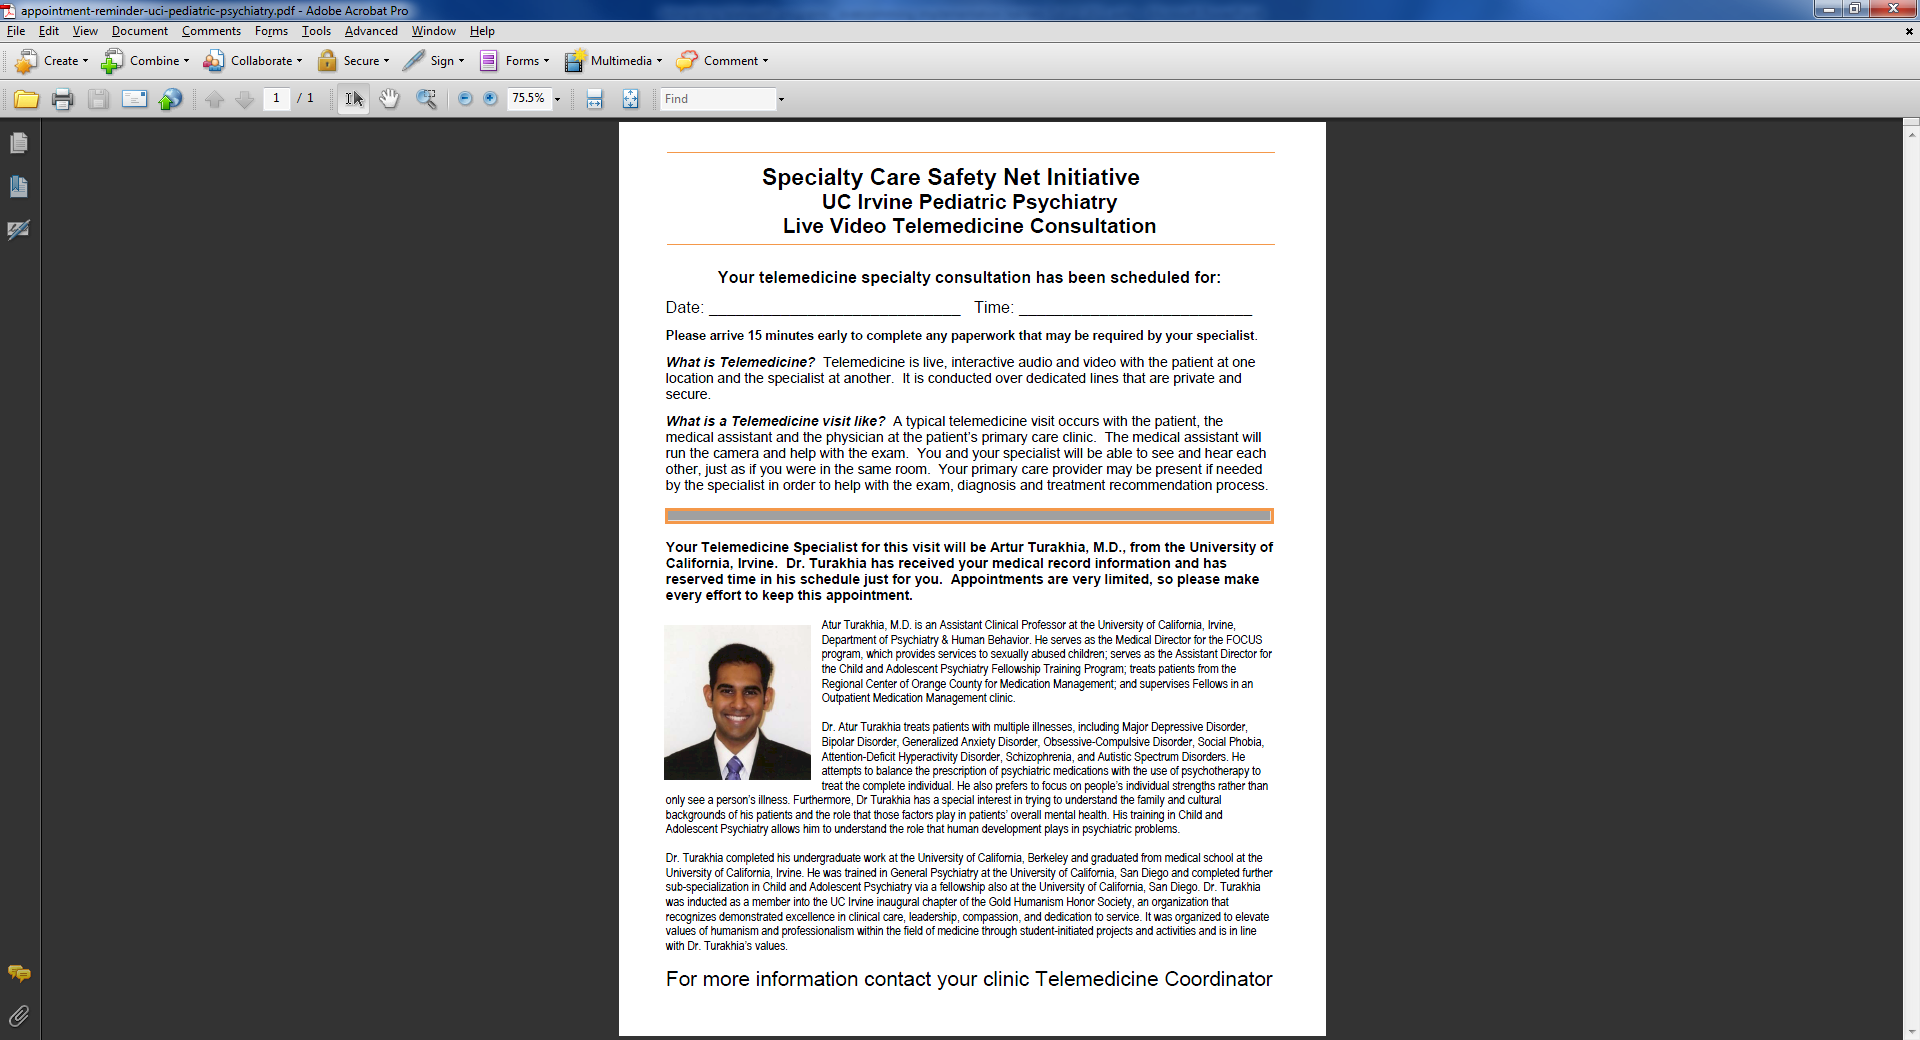 appointment-reminder-uci-pediatric-psychiatry.pdf - Adobe Acrobat Pro
File Edit View Document Comments Forms Tools Advanced Window Help
Create Combine Collaborate Secure Sign Forms Multimedia Comment
1 / 1 75.5% Find
Specialty Care Safety Net Initiative
UC Irvine Pediatric Psychiatry
Live Video Telemedicine Consultation
Your telemedicine specialty consultation has been scheduled for:
Date: ____________________________ Time: __________________________
Please arrive 15 minutes early to complete any paperwork that may be required by your specialist.
What is Telemedicine? Telemedicine is live, interactive audio and video with the patient at one
location and the specialist at another. It is conducted over dedicated lines that are private and
secure.
What is a Telemedicine visit like? A typical telemedicine visit occurs with the patient, the
medical assistant and the physician at the patient's primary care clinic. The medical assistant will
run the camera and help with the exam. You and your specialist will be able to see and hear each
other, just as if you were in the same room. Your primary care provider may be present if needed
by the specialist in order to help with the exam, diagnosis and treatment recommendation process.
Your Telemedicine Specialist for this visit will be Artur Turakhia, M.D., from the University of
California, Irvine. Dr. Turakhia has received your medical record information and has
reserved time in his schedule just for you. Appointments are very limited, so please make
every effort to keep this appointment.
Atur Turakhia, M.D. is an Assistant Clinical Professor at the University of California, Irvine,
Department of Psychiatry & Human Behavior. He serves as the Medical Director for the FOCUS
program, which provides services to sexually abused children; serves as the Assistant Director for
the Child and Adolescent Psychiatry Fellowship Training Program; treats patients from the
Regional Center of Orange County for Medication Management; and supervises Fellows in an
Outpatient Medication Management clinic.
Dr. Atur Turakhia treats patients with multiple illnesses, including Major Depressive Disorder,
Bipolar Disorder, Generalized Anxiety Disorder, Obsessive-Compulsive Disorder, Social Phobia,
Attention-Deficit Hyperactivity Disorder, Schizophrenia, and Autistic Spectrum Disorders. He
attempts to balance the prescription of psychiatric medications with the use of psychotherapy to
treat the complete individual. He also prefers to focus on people's individual strengths rather than
only see a person's illness. Furthermore, Dr Turakhia has a special interest in trying to understand the family and cultural
backgrounds of his patients and the role that those factors play in patients' overall mental health. His training in Child and
Adolescent Psychiatry allows him to understand the role that human development plays in psychiatric problems.
Dr. Turakhia completed his undergraduate work at the University of California, Berkeley and graduated from medical school at the
University of California, Irvine. He was trained in General Psychiatry at the University of California, San Diego and completed further
sub-specialization in Child and Adolescent Psychiatry via a fellowship also at the University of California, San Diego. Dr. Turakhia
was inducted as a member into the UC Irvine inaugural chapter of the Gold Humanism Honor Society, an organization that
recognizes demonstrated excellence in clinical care, leadership, compassion, and dedication to service. It was organized to elevate
values of humanism and professionalism within the field of medicine through student-initiated projects and activities and is in line
with Dr. Turakhia's values.
For more information contact your clinic Telemedicine Coordinator